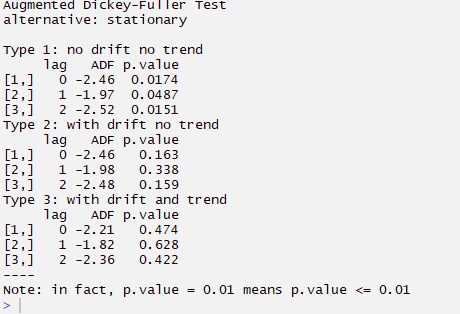 Augmented Dickey-Fuller Test
alternative: stationary

Type 1: no drift no trend
     lag   ADF p.value
[1,]   0 -2.46  0.0174
[2,]   1 -1.97  0.0487
[3,]   2 -2.52  0.0151
Type 2: with drift no trend
     lag   ADF p.value
[1,]   0 -2.46   0.163
[2,]   1 -1.98   0.338
[3,]   2 -2.48   0.159
Type 3: with drift and trend
     lag   ADF p.value
[1,]   0 -2.21   0.474
[2,]   1 -1.82   0.628
[3,]   2 -2.36   0.422
----
Note: in fact, p.value = 0.01 means p.value <= 0.01
>